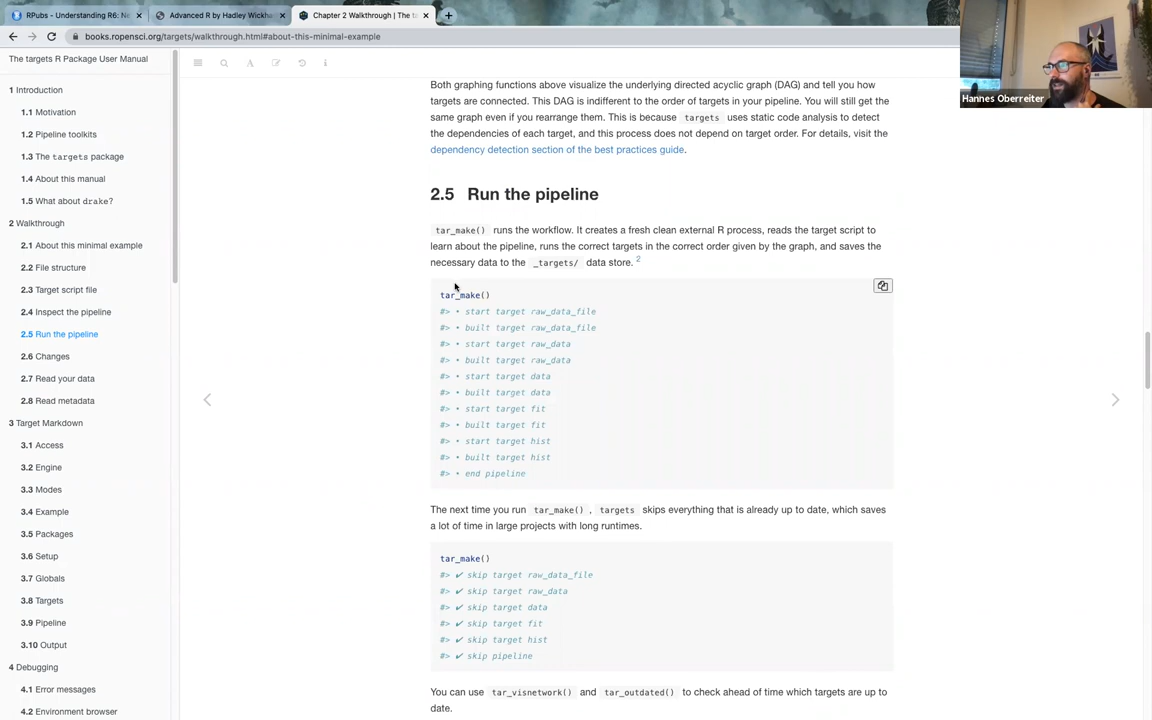 RPubs - Understanding R6: Ne
Advanced R by Hadley Wickha
Chapter 2 Walkthrough | The ta
books.ropensci.org/targets/walkthrough.html#about-this-minimal-example
Hannes Oberreiter
The targets R Package User Manual
1 Introduction
1.1 Motivation
1.2 Pipeline toolkits
1.3 The targets package
1.4 About this manual
1.5 What about drake?
2 Walkthrough
2.1 About this minimal example
2.2 File structure
2.3 Target script file
2.4 Inspect the pipeline
2.5 Run the pipeline
2.6 Changes
2.7 Read your data
2.8 Read metadata
3 Target Markdown
3.1 Access
3.2 Engine
3.3 Modes
3.4 Example
3.5 Packages
3.6 Setup
3.7 Globals
3.8 Targets
3.9 Pipeline
3.10 Output
4 Debugging
4.1 Error messages
4.2 Environment browser
Both graphing functions above visualize the underlying directed acyclic graph (DAG) and tell you how
targets are connected. This DAG is indifferent to the order of targets in your pipeline. You will still get the
same graph even if you rearrange them. This is because targets uses static code analysis to detect
the dependencies of each target, and this process does not depend on target order. For details, visit the
dependency detection section of the best practices guide.
2.5 Run the pipeline
tar_make() runs the workflow. It creates a fresh clean external R process, reads the target script to
learn about the pipeline, runs the correct targets in the correct order given by the graph, and saves the
necessary data to the _targets/ data store. 2
tar_make()
#> • start target raw_data_file
#> • built target raw_data_file
#> • start target raw_data
#> • built target raw_data
#> • start target data
#> • built target data
#> • start target fit
#> • built target fit
#> • start target hist
#> • built target hist
#> • end pipeline
The next time you run tar_make() , targets skips everything that is already up to date, which saves
a lot of time in large projects with long runtimes.
tar_make()
#> ✔ skip target raw_data_file
#> ✔ skip target raw_data
#> ✔ skip target data
#> ✔ skip target fit
#> ✔ skip target hist
#> ✔ skip pipeline
You can use tar_visnetwork() and tar_outdated() to check ahead of time which targets are up to
date.